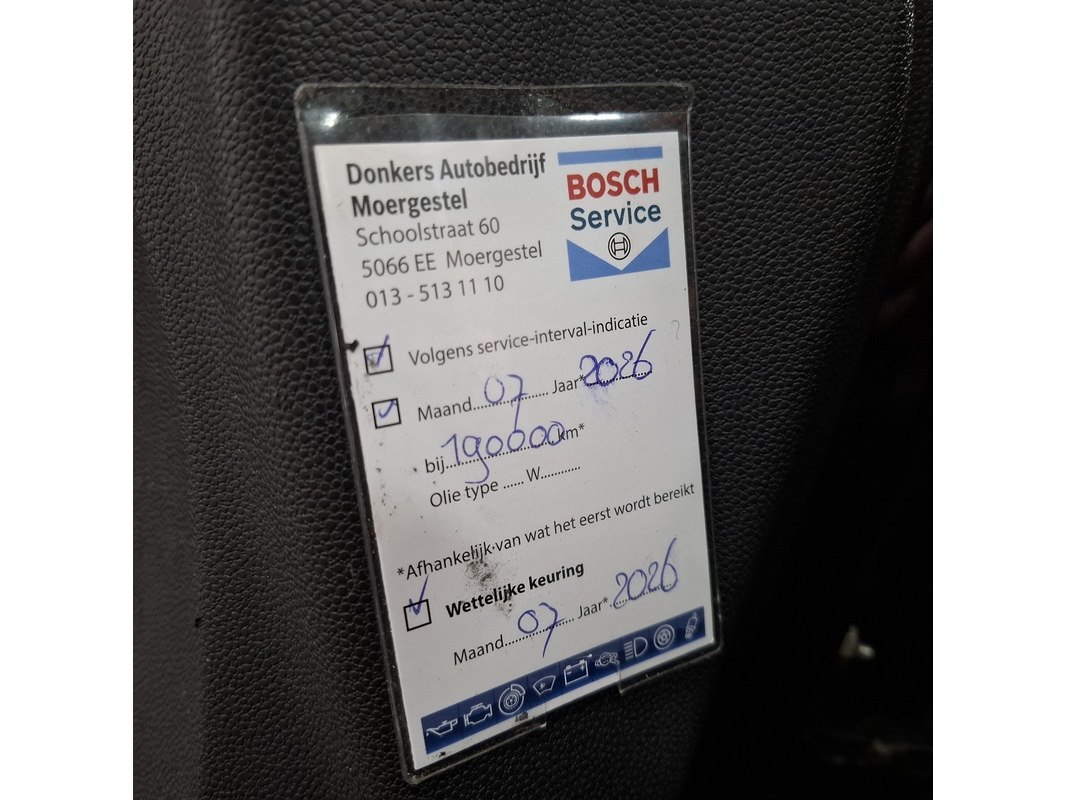 Donkers Autobedrijf
Moergestel
Schoolstraat 60
5066 EE Moergestel
013 - 513 11 10
BOSCH
Service
Volgens service-interval-indicatie
Maand.....07..... Jaar*.2026
bij..190000..km*
Olie type ...... W............
*Afhankelijk van wat het eerst wordt bereikt
Wettelijke keuring
Maand.....07..... Jaar*.2026